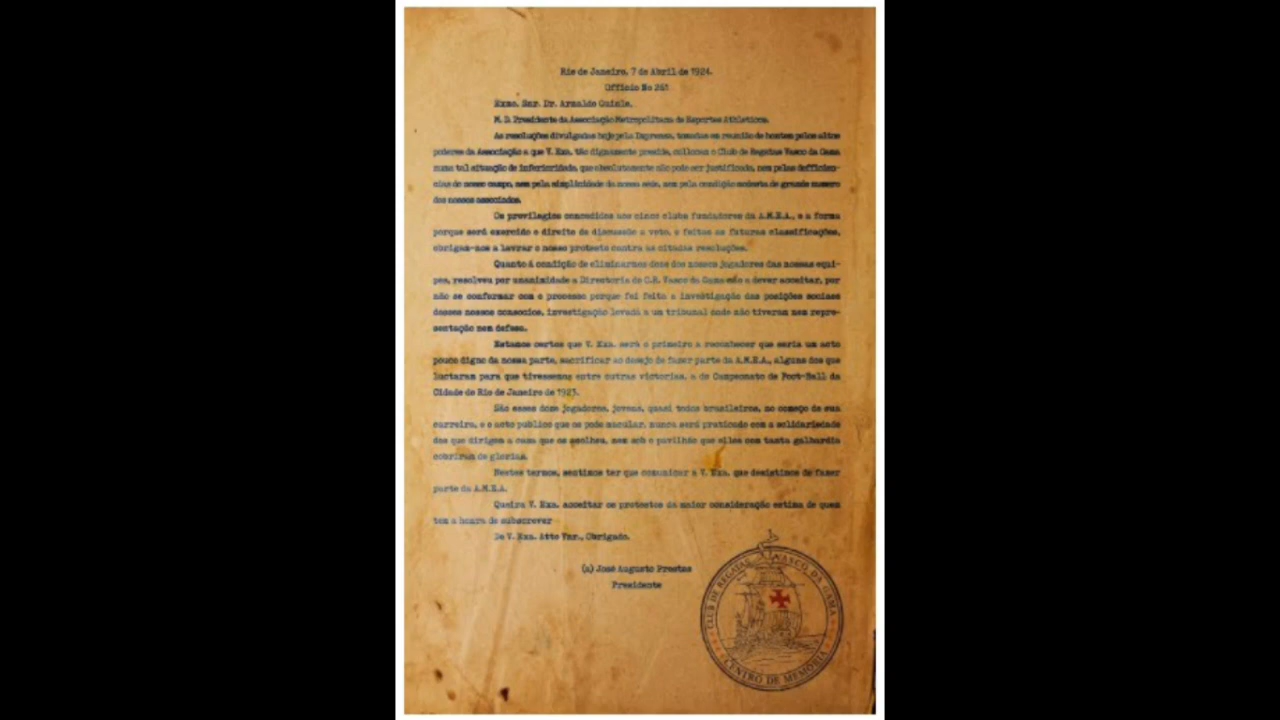 Rio de Janeiro, 7 de Abril de 1924.
Officio No 261
Exmo. Snr. Dr. Arnaldo Guinle,
M. D. Presidente da Associação Metropolitana de Esportes Athleticos.
As resoluções divulgadas hoje pela Imprensa, tomadas em reunião de hontem pelos altos
poderes da Associação a que V. Exa. tão dignamente preside, collocam o Club de Regatas Vasco da Gama
numa tal situação de inferioridade, que absolutamente não pode ser justificada, nem pelas defficien-
cias do nosso campo, nem pela simplicidade da nossa séde, nem pela condição modesta de grande numero
dos nossos associados.
Os previlegios concedidos aos cinco clubs fundadores da A.M.E.A., e a forma
porque será exercido o direito de discussão a voto, e feitas as futuras classificações,
obrigam-nos a lavrar o nosso protesto contra as citadas resoluções.
Quanto á condição de eliminarmos doze dos nossos jogadores das nossas equi-
pes, resolveu por unanimidade a Directoria do C.R. Vasco da Gama não a dever acceitar, por
não se conformar com o processo porque foi feita a investigação das posições sociaes
desses nossos consocios, investigação levada a um tribunal onde não tiveram nem repre-
sentação nem defesa.
Estamos certos que V. Exa. será o primeiro a reconhecer que seria um acto
pouco digno da nossa parte, sacrificar ao desejo de fazer parte da A.M.E.A., alguns dos que
luctaram para que tivessemos entre outras victorias, a do Campeonato de Foot-Ball da
Cidade do Rio de Janeiro de 1923.
São esses doze jogadores, jovens, quasi todos brasileiros, no começo de sua
carreira, e o acto publico que os pode macular, nunca será praticado com a solidariedade
dos que dirigem a casa que os acolheu, nem sob o pavilhão que elles com tanta galhardia
cobriram de glorias.
Nestes termos, sentimos ter que comunicar a V. Exa. que desistimos de fazer
parte da A.M.E.A.
Queira V. Exa. acceitar os protestos da maior consideração estima de quem
tem a honra de subscrever
De V. Exa. Atto Vnr., Obrigado.
(a) José Augusto Prestes
Presidente
CLUB DE REGATAS VASCO DA GAMA
CENTRO DE MEMÓRIA